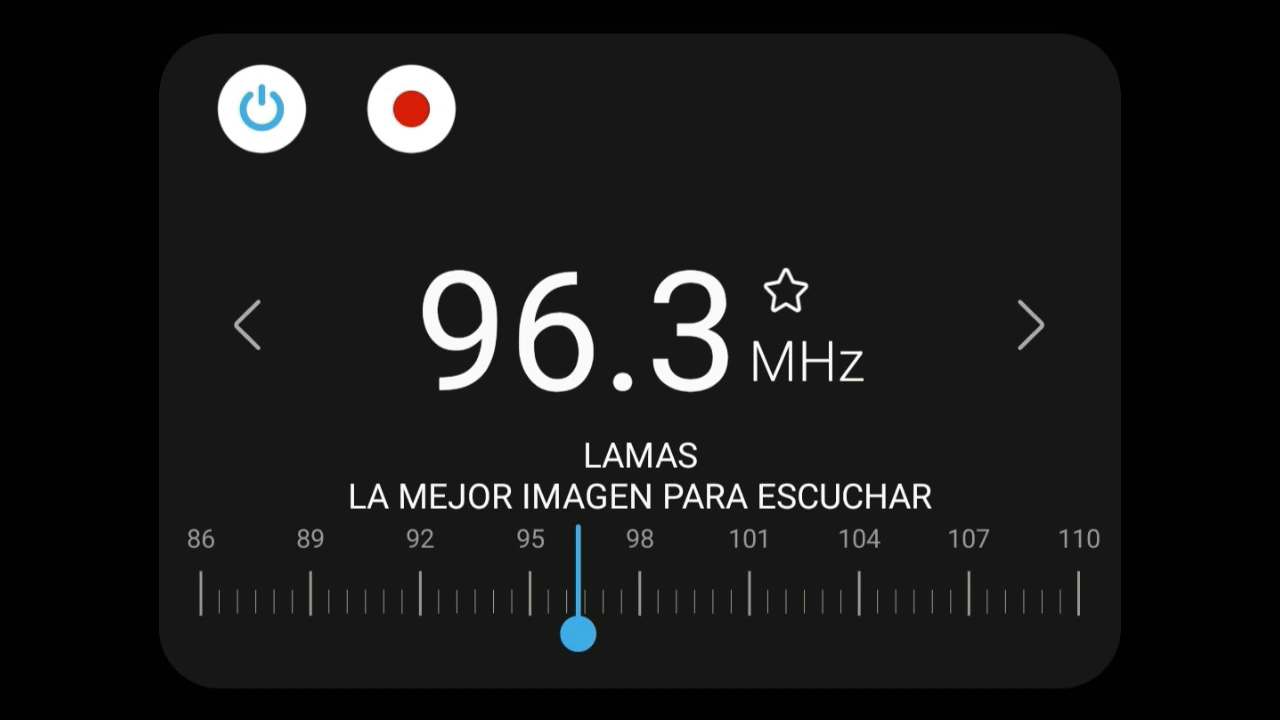 96.3
MHz
LAMAS
LA MEJOR IMAGEN PARA ESCUCHAR
86 89 92 95 98 101 104 107 110